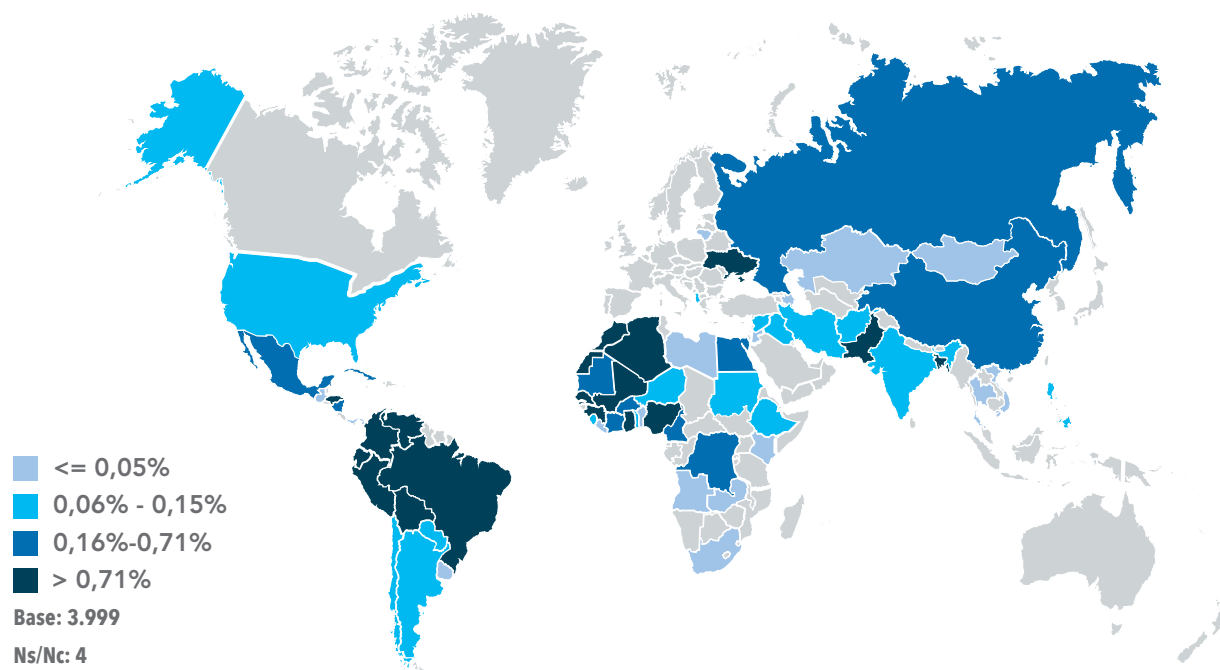 <= 0,05%
0,06% - 0,15%
0,16%-0,71%
> 0,71%
Base: 3.999
Ns/Nc: 4